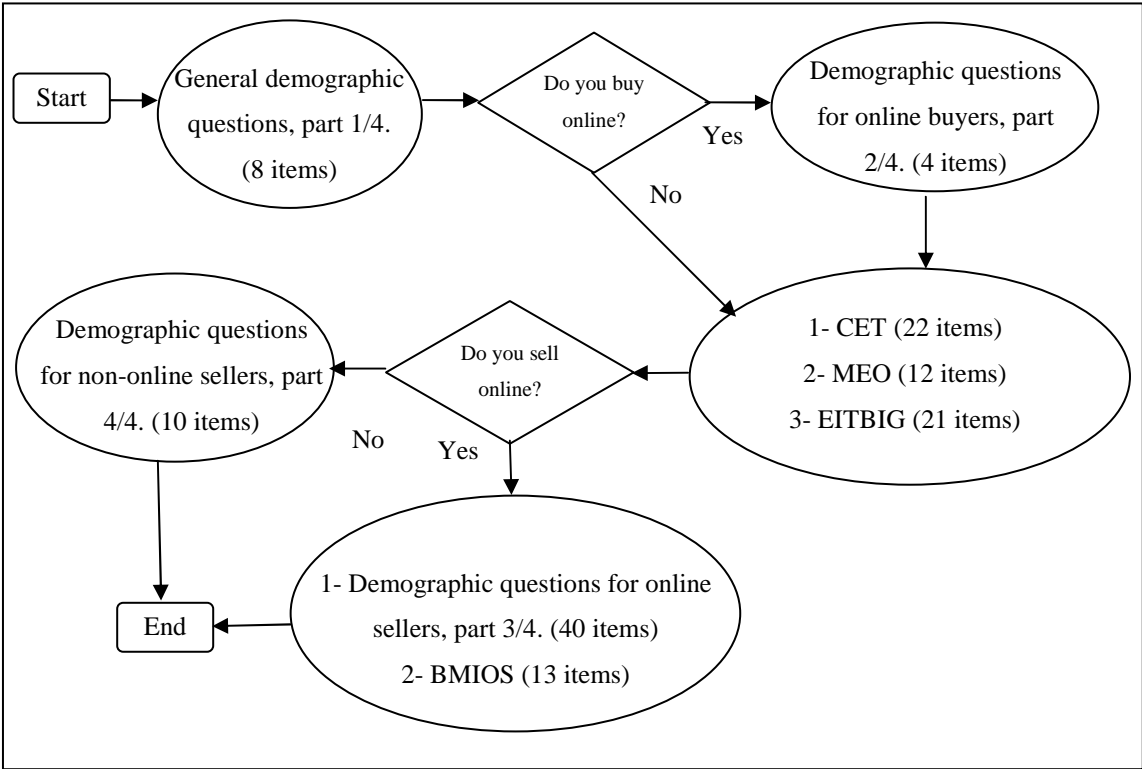 Start
General demographic
questions, part 1/4.
(8 items)
Do you buy
online?
Yes
Demographic questions
for online buyers, part
2/4. (4 items)
No
1- CET (22 items)
2- MEO (12 items)
3- EITBIG (21 items)
Do you sell
online?
Demographic questions
for non-online sellers, part
4/4. (10 items)
No
Yes
1- Demographic questions for online
sellers, part 3/4. (40 items)
2- BMIOS (13 items)
End